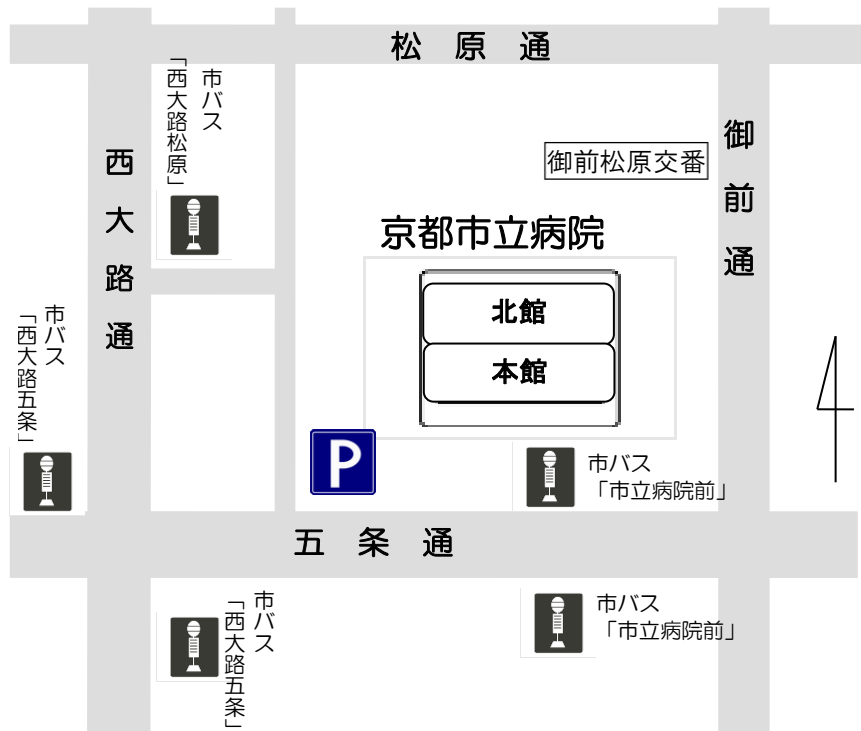 松原通
市バス
「西大路松原」
御前通
西大路通
御前松原交番
京都市立病院
北館
本館
市バス
「西大路五条」
P
市バス
「市立病院前」
五条通
市バス
「西大路五条」
市バス
「市立病院前」